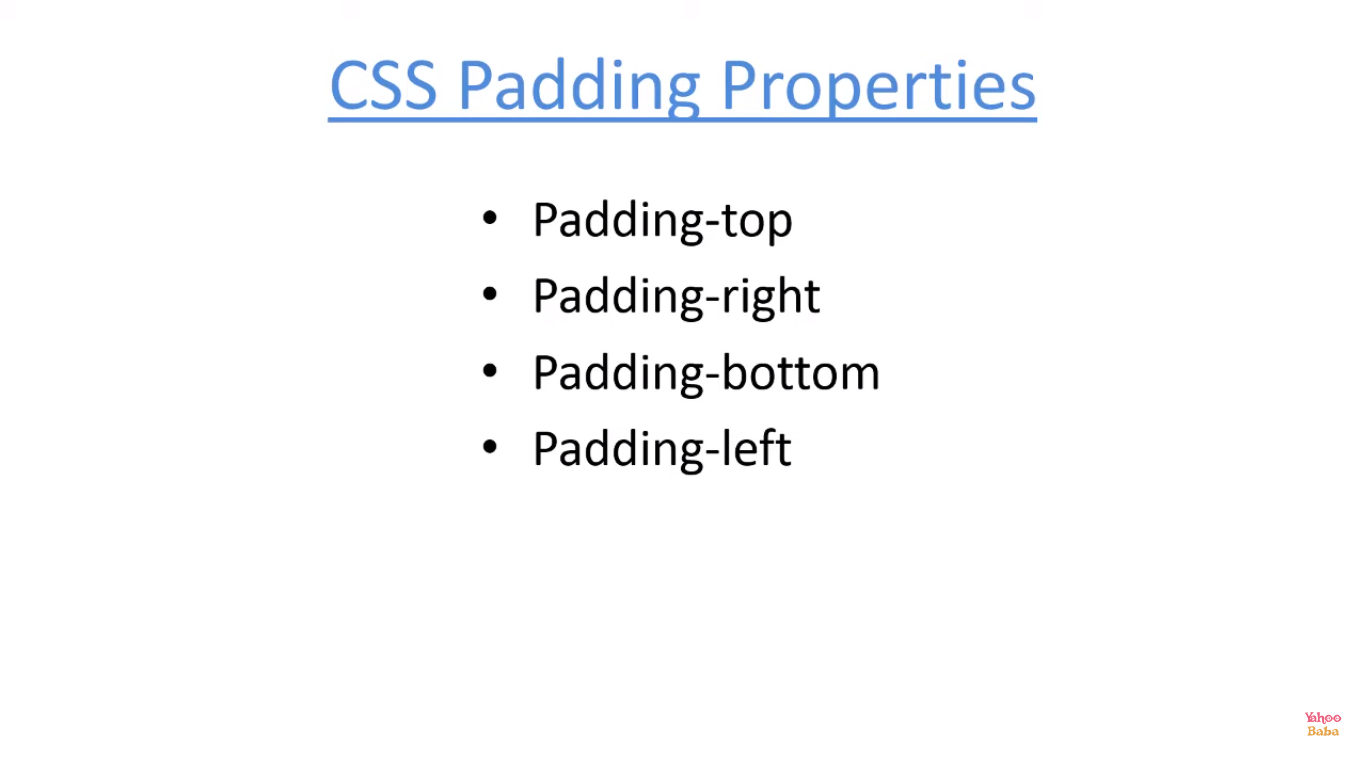 CSS Padding Properties
• Padding-top
• Padding-right
• Padding-bottom
• Padding-left
Yahoo
Baba